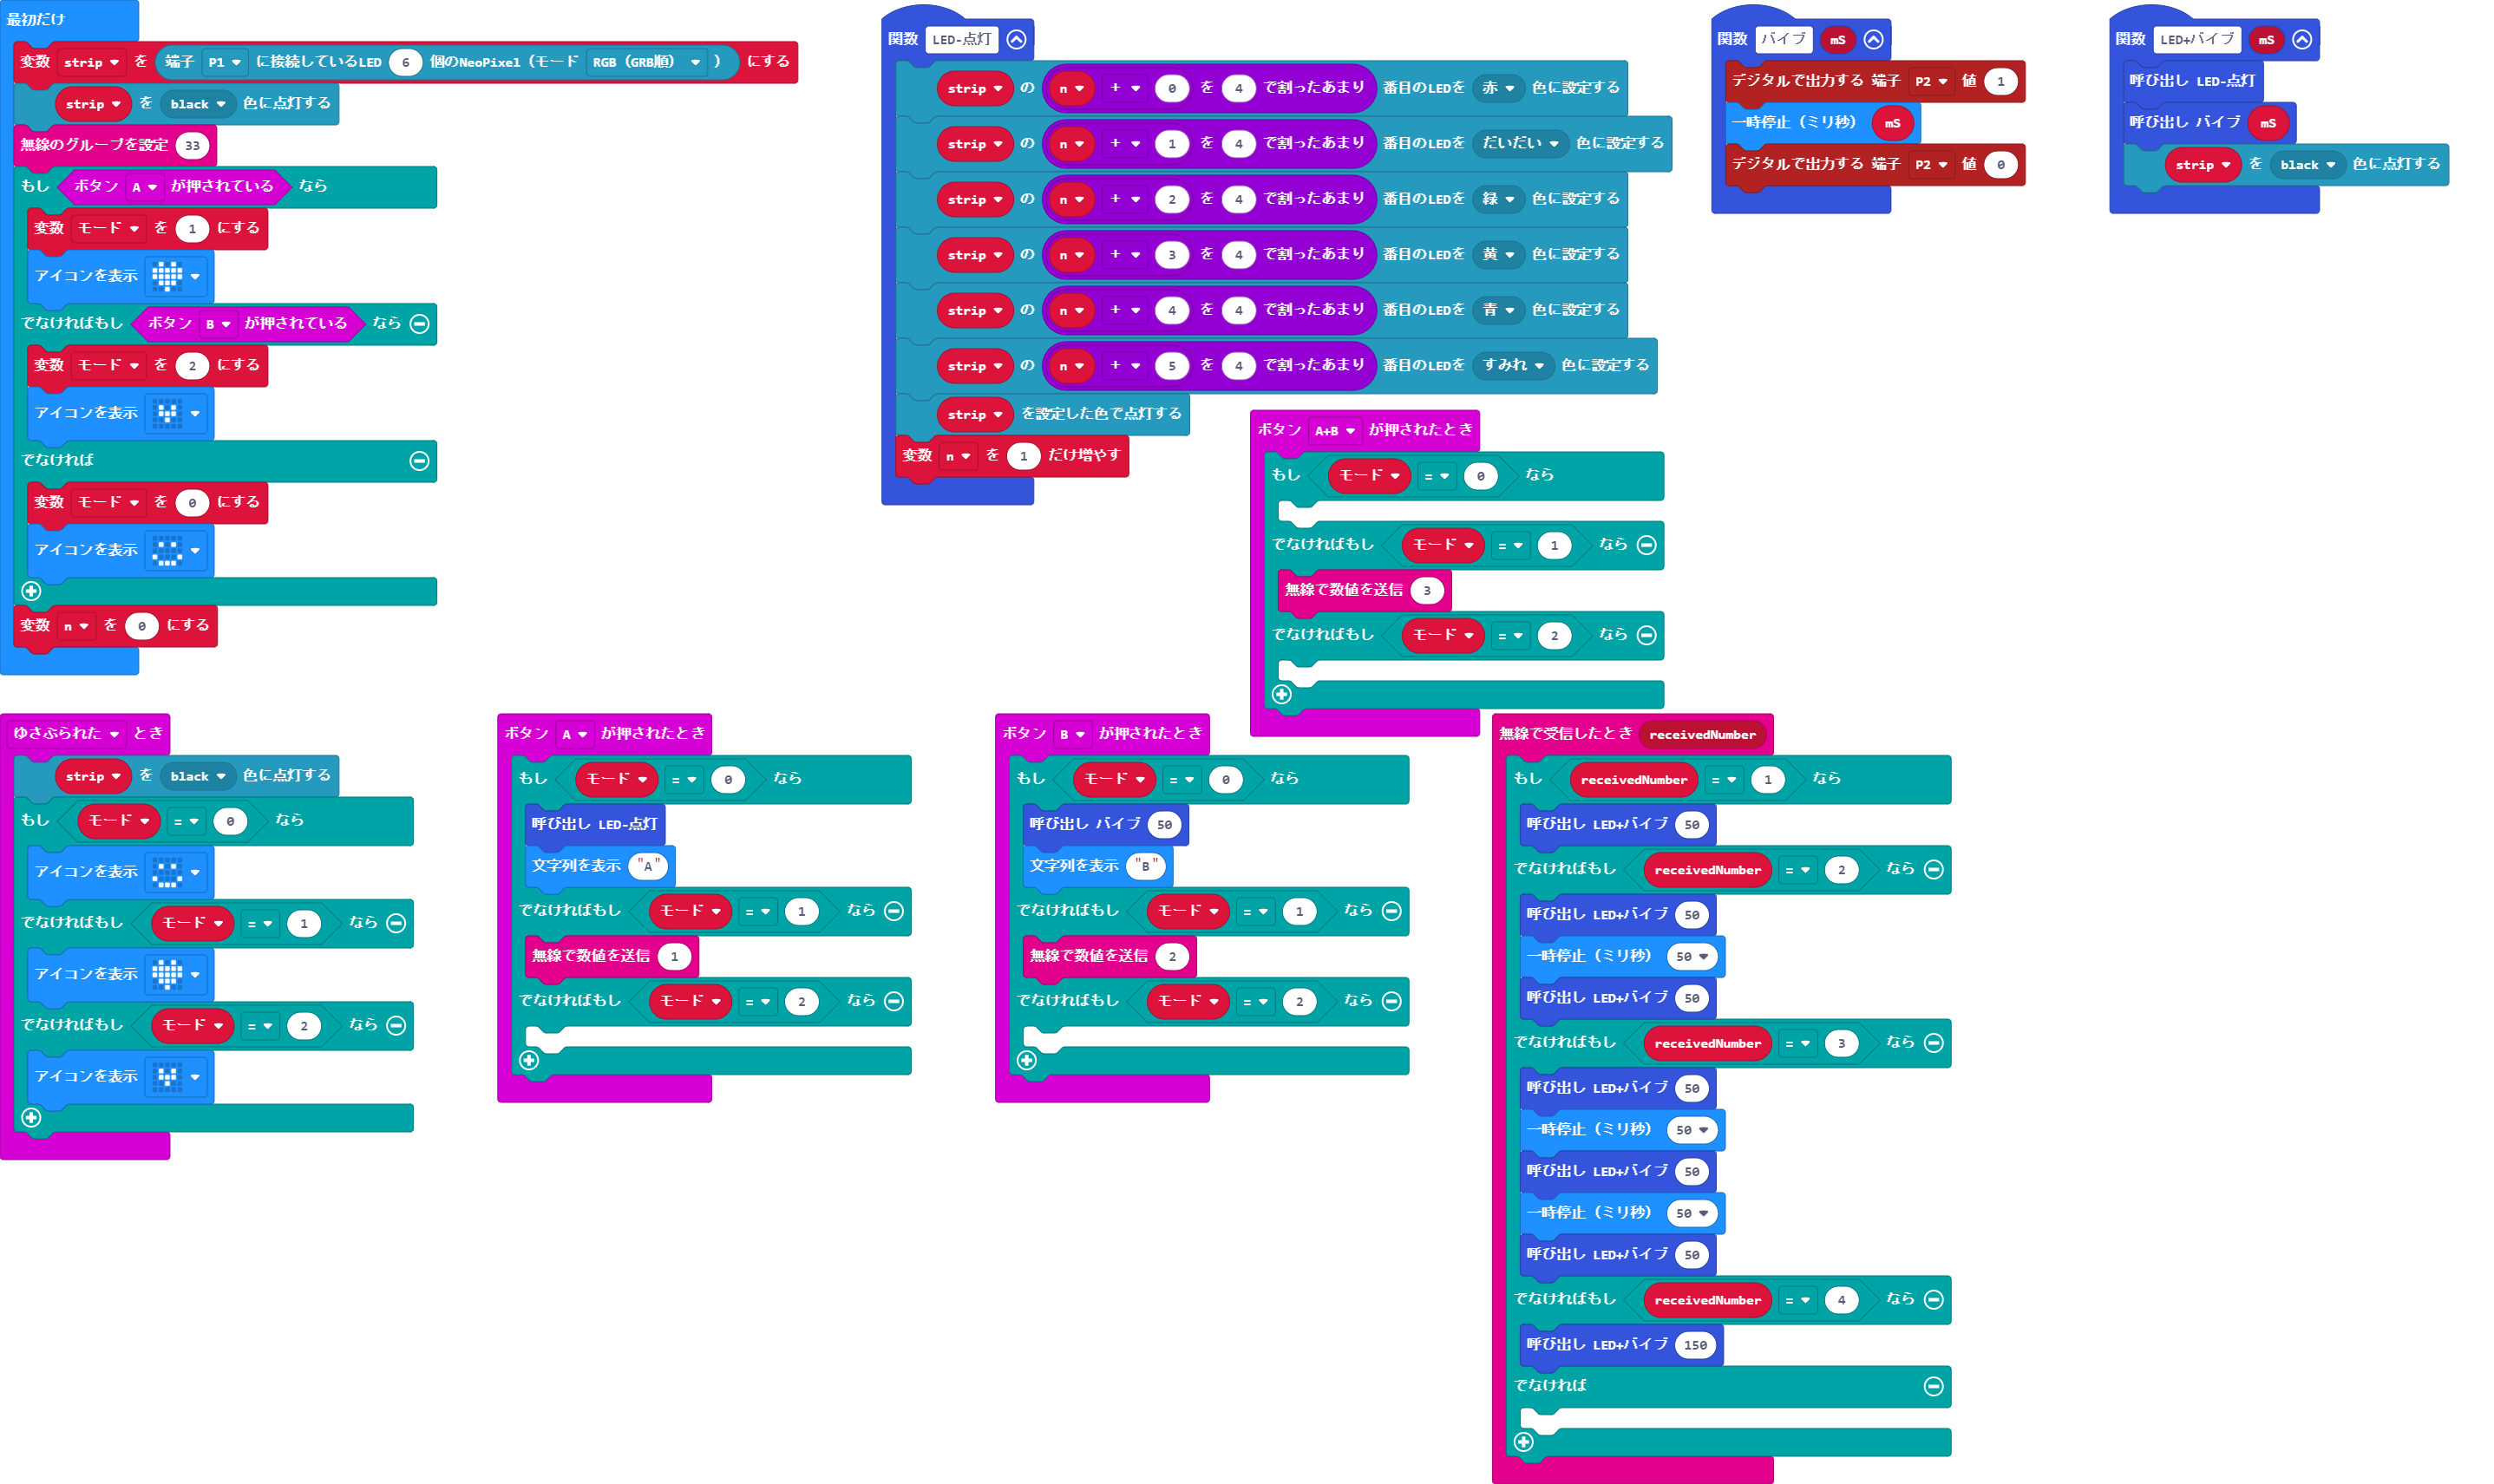 最初だけ
変数 strip を 端子 P1 に接続しているLED 6 個のNeoPixel（モード RGB（GRB順） ） にする
strip を black 色に点灯する
無線のグループを設定 33
もし ボタン A が押されている なら
変数 モード を 1 にする
アイコンを表示
でなければもし ボタン B が押されている なら
変数 モード を 2 にする
アイコンを表示
でなければ
変数 モード を 0 にする
アイコンを表示
変数 n を 0 にする
関数 LED-点灯
strip の n + 0 を 4 で割ったあまり 番目のLEDを 赤 色に設定する
strip の n + 1 を 4 で割ったあまり 番目のLEDを だいだい 色に設定する
strip の n + 2 を 4 で割ったあまり 番目のLEDを 緑 色に設定する
strip の n + 3 を 4 で割ったあまり 番目のLEDを 黄 色に設定する
strip の n + 4 を 4 で割ったあまり 番目のLEDを 青 色に設定する
strip の n + 5 を 4 で割ったあまり 番目のLEDを すみれ 色に設定する
strip を設定した色で点灯する
変数 n を 1 だけ増やす
関数 バイブ mS
デジタルで出力する 端子 P2 値 1
一時停止（ミリ秒） mS
デジタルで出力する 端子 P2 値 0
関数 LED+バイブ mS
呼び出し LED-点灯
呼び出し バイブ mS
strip を black 色に点灯する
ボタン A+B が押されたとき
もし モード = 0 なら
でなければもし モード = 1 なら
無線で数値を送信 3
でなければもし モード = 2 なら
ゆさぶられた とき
strip を black 色に点灯する
もし モード = 0 なら
アイコンを表示
でなければもし モード = 1 なら
アイコンを表示
でなければもし モード = 2 なら
アイコンを表示
ボタン A が押されたとき
もし モード = 0 なら
呼び出し LED-点灯
文字列を表示 "A"
でなければもし モード = 1 なら
無線で数値を送信 1
でなければもし モード = 2 なら
ボタン B が押されたとき
もし モード = 0 なら
呼び出し バイブ 50
文字列を表示 "B"
でなければもし モード = 1 なら
無線で数値を送信 2
でなければもし モード = 2 なら
無線で受信したとき receivedNumber
もし receivedNumber = 1 なら
呼び出し LED+バイブ 50
でなければもし receivedNumber = 2 なら
呼び出し LED+バイブ 50
一時停止（ミリ秒） 50
呼び出し LED+バイブ 50
でなければもし receivedNumber = 3 なら
呼び出し LED+バイブ 50
一時停止（ミリ秒） 50
呼び出し LED+バイブ 50
一時停止（ミリ秒） 50
呼び出し LED+バイブ 50
でなければもし receivedNumber = 4 なら
呼び出し LED+バイブ 150
でなければ